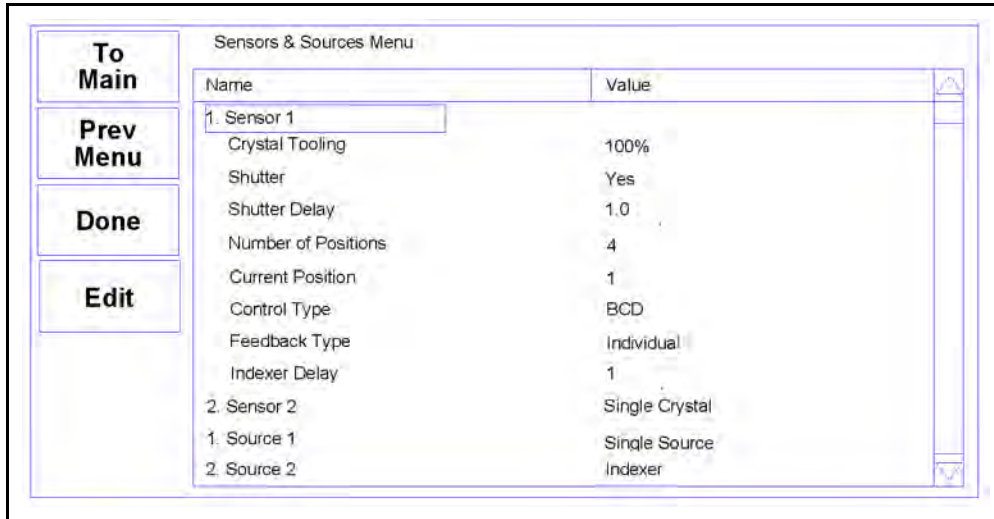 To
Main
Prev
Menu
Done
Edit
Sensors & Sources Menu
Name Value
1. Sensor 1
Crystal Tooling 100%
Shutter Yes
Shutter Delay 1.0
Number of Positions 4
Current Position 1
Control Type BCD
Feedback Type Individual
Indexer Delay 1
2. Sensor 2 Single Crystal
1. Source 1 Single Source
2. Source 2 Indexer